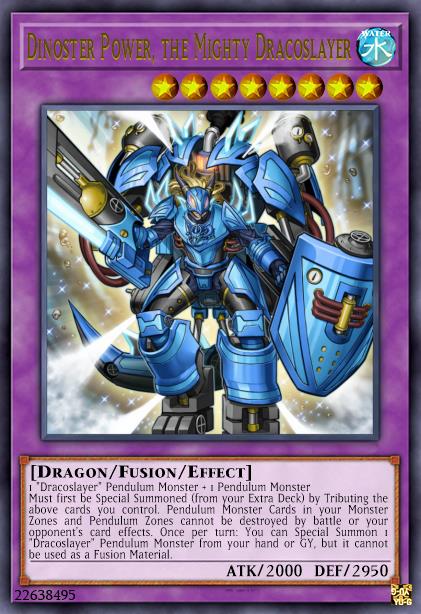 Dinoster Power, the Mighty Dracoslayer
WATER
水
[Dragon/Fusion/Effect]
1 "Dracoslayer" Pendulum Monster + 1 Pendulum Monster
Must first be Special Summoned (from your Extra Deck) by Tributing the
above cards you control. Pendulum Monster Cards in your Monster
Zones and Pendulum Zones cannot be destroyed by battle or your
opponent's card effects. Once per turn: You can Special Summon 1
"Dracoslayer" Pendulum Monster from your hand or GY, but it cannot
be used as a Fusion Material.
ATK/2000 DEF/2950
22638495